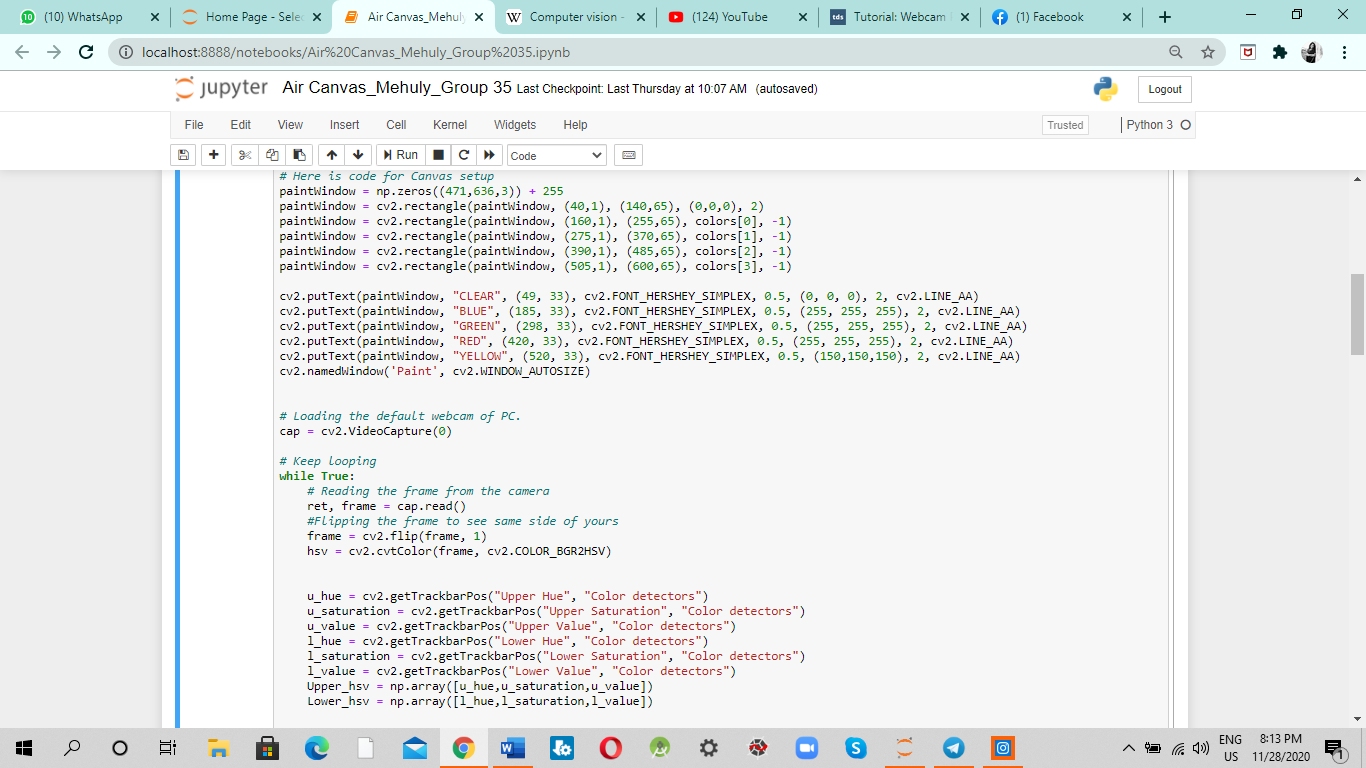 (10) WhatsApp
Home Page - Sele
Air Canvas_Mehuly
Computer vision -
(124) YouTube
tds Tutorial: Webcam
(1) Facebook
localhost:8888/notebooks/Air%20Canvas_Mehuly_Group%2035.ipynb
jupyter Air Canvas_Mehuly_Group 35 Last Checkpoint: Last Thursday at 10:07 AM (autosaved)
Logout
File Edit View Insert Cell Kernel Widgets Help
Trusted
Python 3
Run
Code
# Here is code for Canvas setup
paintWindow = np.zeros((471,636,3)) + 255
paintWindow = cv2.rectangle(paintWindow, (40,1), (140,65), (0,0,0), 2)
paintWindow = cv2.rectangle(paintWindow, (160,1), (255,65), colors[0], -1)
paintWindow = cv2.rectangle(paintWindow, (275,1), (370,65), colors[1], -1)
paintWindow = cv2.rectangle(paintWindow, (390,1), (485,65), colors[2], -1)
paintWindow = cv2.rectangle(paintWindow, (505,1), (600,65), colors[3], -1)
cv2.putText(paintWindow, "CLEAR", (49, 33), cv2.FONT_HERSHEY_SIMPLEX, 0.5, (0, 0, 0), 2, cv2.LINE_AA)
cv2.putText(paintWindow, "BLUE", (185, 33), cv2.FONT_HERSHEY_SIMPLEX, 0.5, (255, 255, 255), 2, cv2.LINE_AA)
cv2.putText(paintWindow, "GREEN", (298, 33), cv2.FONT_HERSHEY_SIMPLEX, 0.5, (255, 255, 255), 2, cv2.LINE_AA)
cv2.putText(paintWindow, "RED", (420, 33), cv2.FONT_HERSHEY_SIMPLEX, 0.5, (255, 255, 255), 2, cv2.LINE_AA)
cv2.putText(paintWindow, "YELLOW", (520, 33), cv2.FONT_HERSHEY_SIMPLEX, 0.5, (150,150,150), 2, cv2.LINE_AA)
cv2.namedWindow('Paint', cv2.WINDOW_AUTOSIZE)
# Loading the default webcam of PC.
cap = cv2.VideoCapture(0)
# Keep looping
while True:
    # Reading the frame from the camera
    ret, frame = cap.read()
    #Flipping the frame to see same side of yours
    frame = cv2.flip(frame, 1)
    hsv = cv2.cvtColor(frame, cv2.COLOR_BGR2HSV)
    u_hue = cv2.getTrackbarPos("Upper Hue", "Color detectors")
    u_saturation = cv2.getTrackbarPos("Upper Saturation", "Color detectors")
    u_value = cv2.getTrackbarPos("Upper Value", "Color detectors")
    l_hue = cv2.getTrackbarPos("Lower Hue", "Color detectors")
    l_saturation = cv2.getTrackbarPos("Lower Saturation", "Color detectors")
    l_value = cv2.getTrackbarPos("Lower Value", "Color detectors")
    Upper_hsv = np.array([u_hue,u_saturation,u_value])
    Lower_hsv = np.array([l_hue,l_saturation,l_value])
ENG
US
8:13 PM
11/28/2020
1